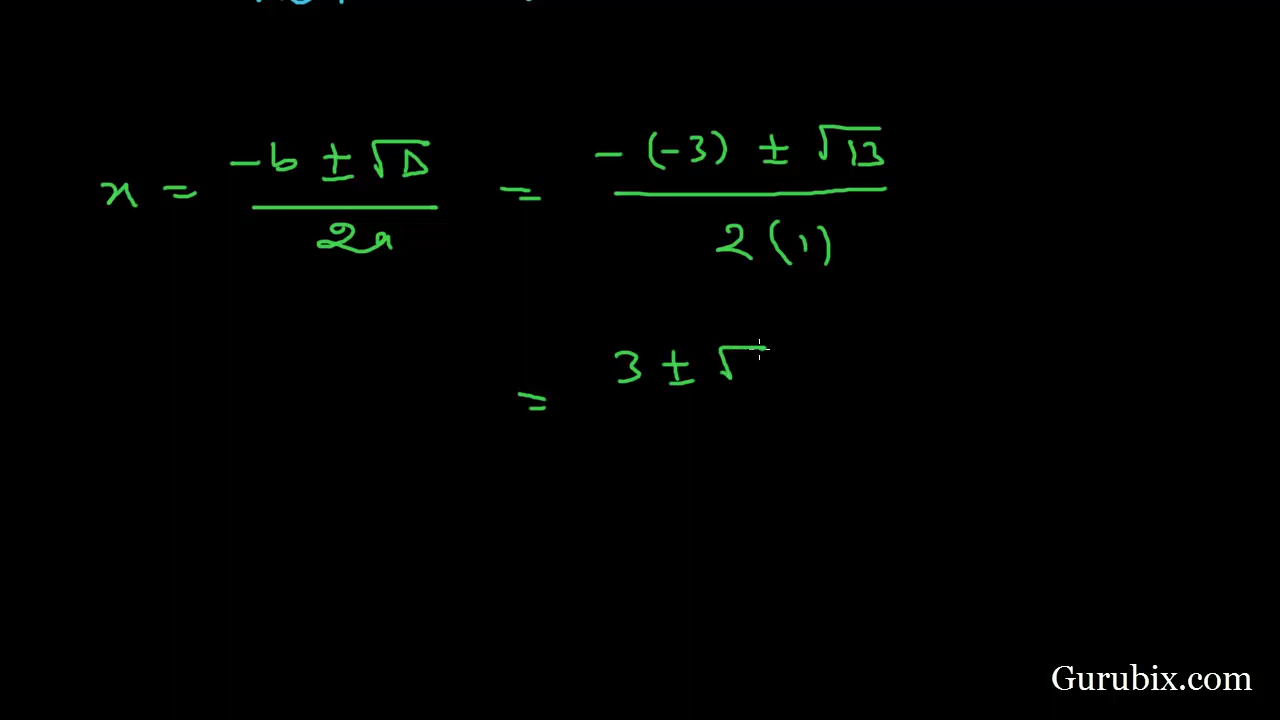 x = -b ± √D / 2a = -(-3) ± √13 / 2(1)
= 3 ± √
Gurubix.com